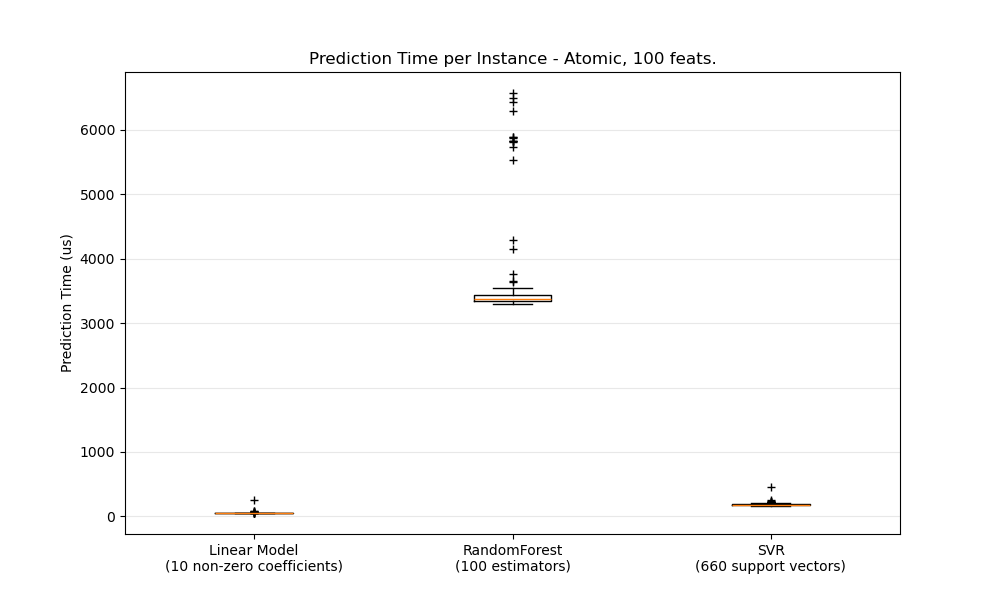 Prediction Time per Instance - Atomic, 100 feats.
Prediction Time (us)
6000
5000
4000
3000
2000
1000
0
Linear Model
(10 non-zero coefficients)
RandomForest
(100 estimators)
SVR
(660 support vectors)